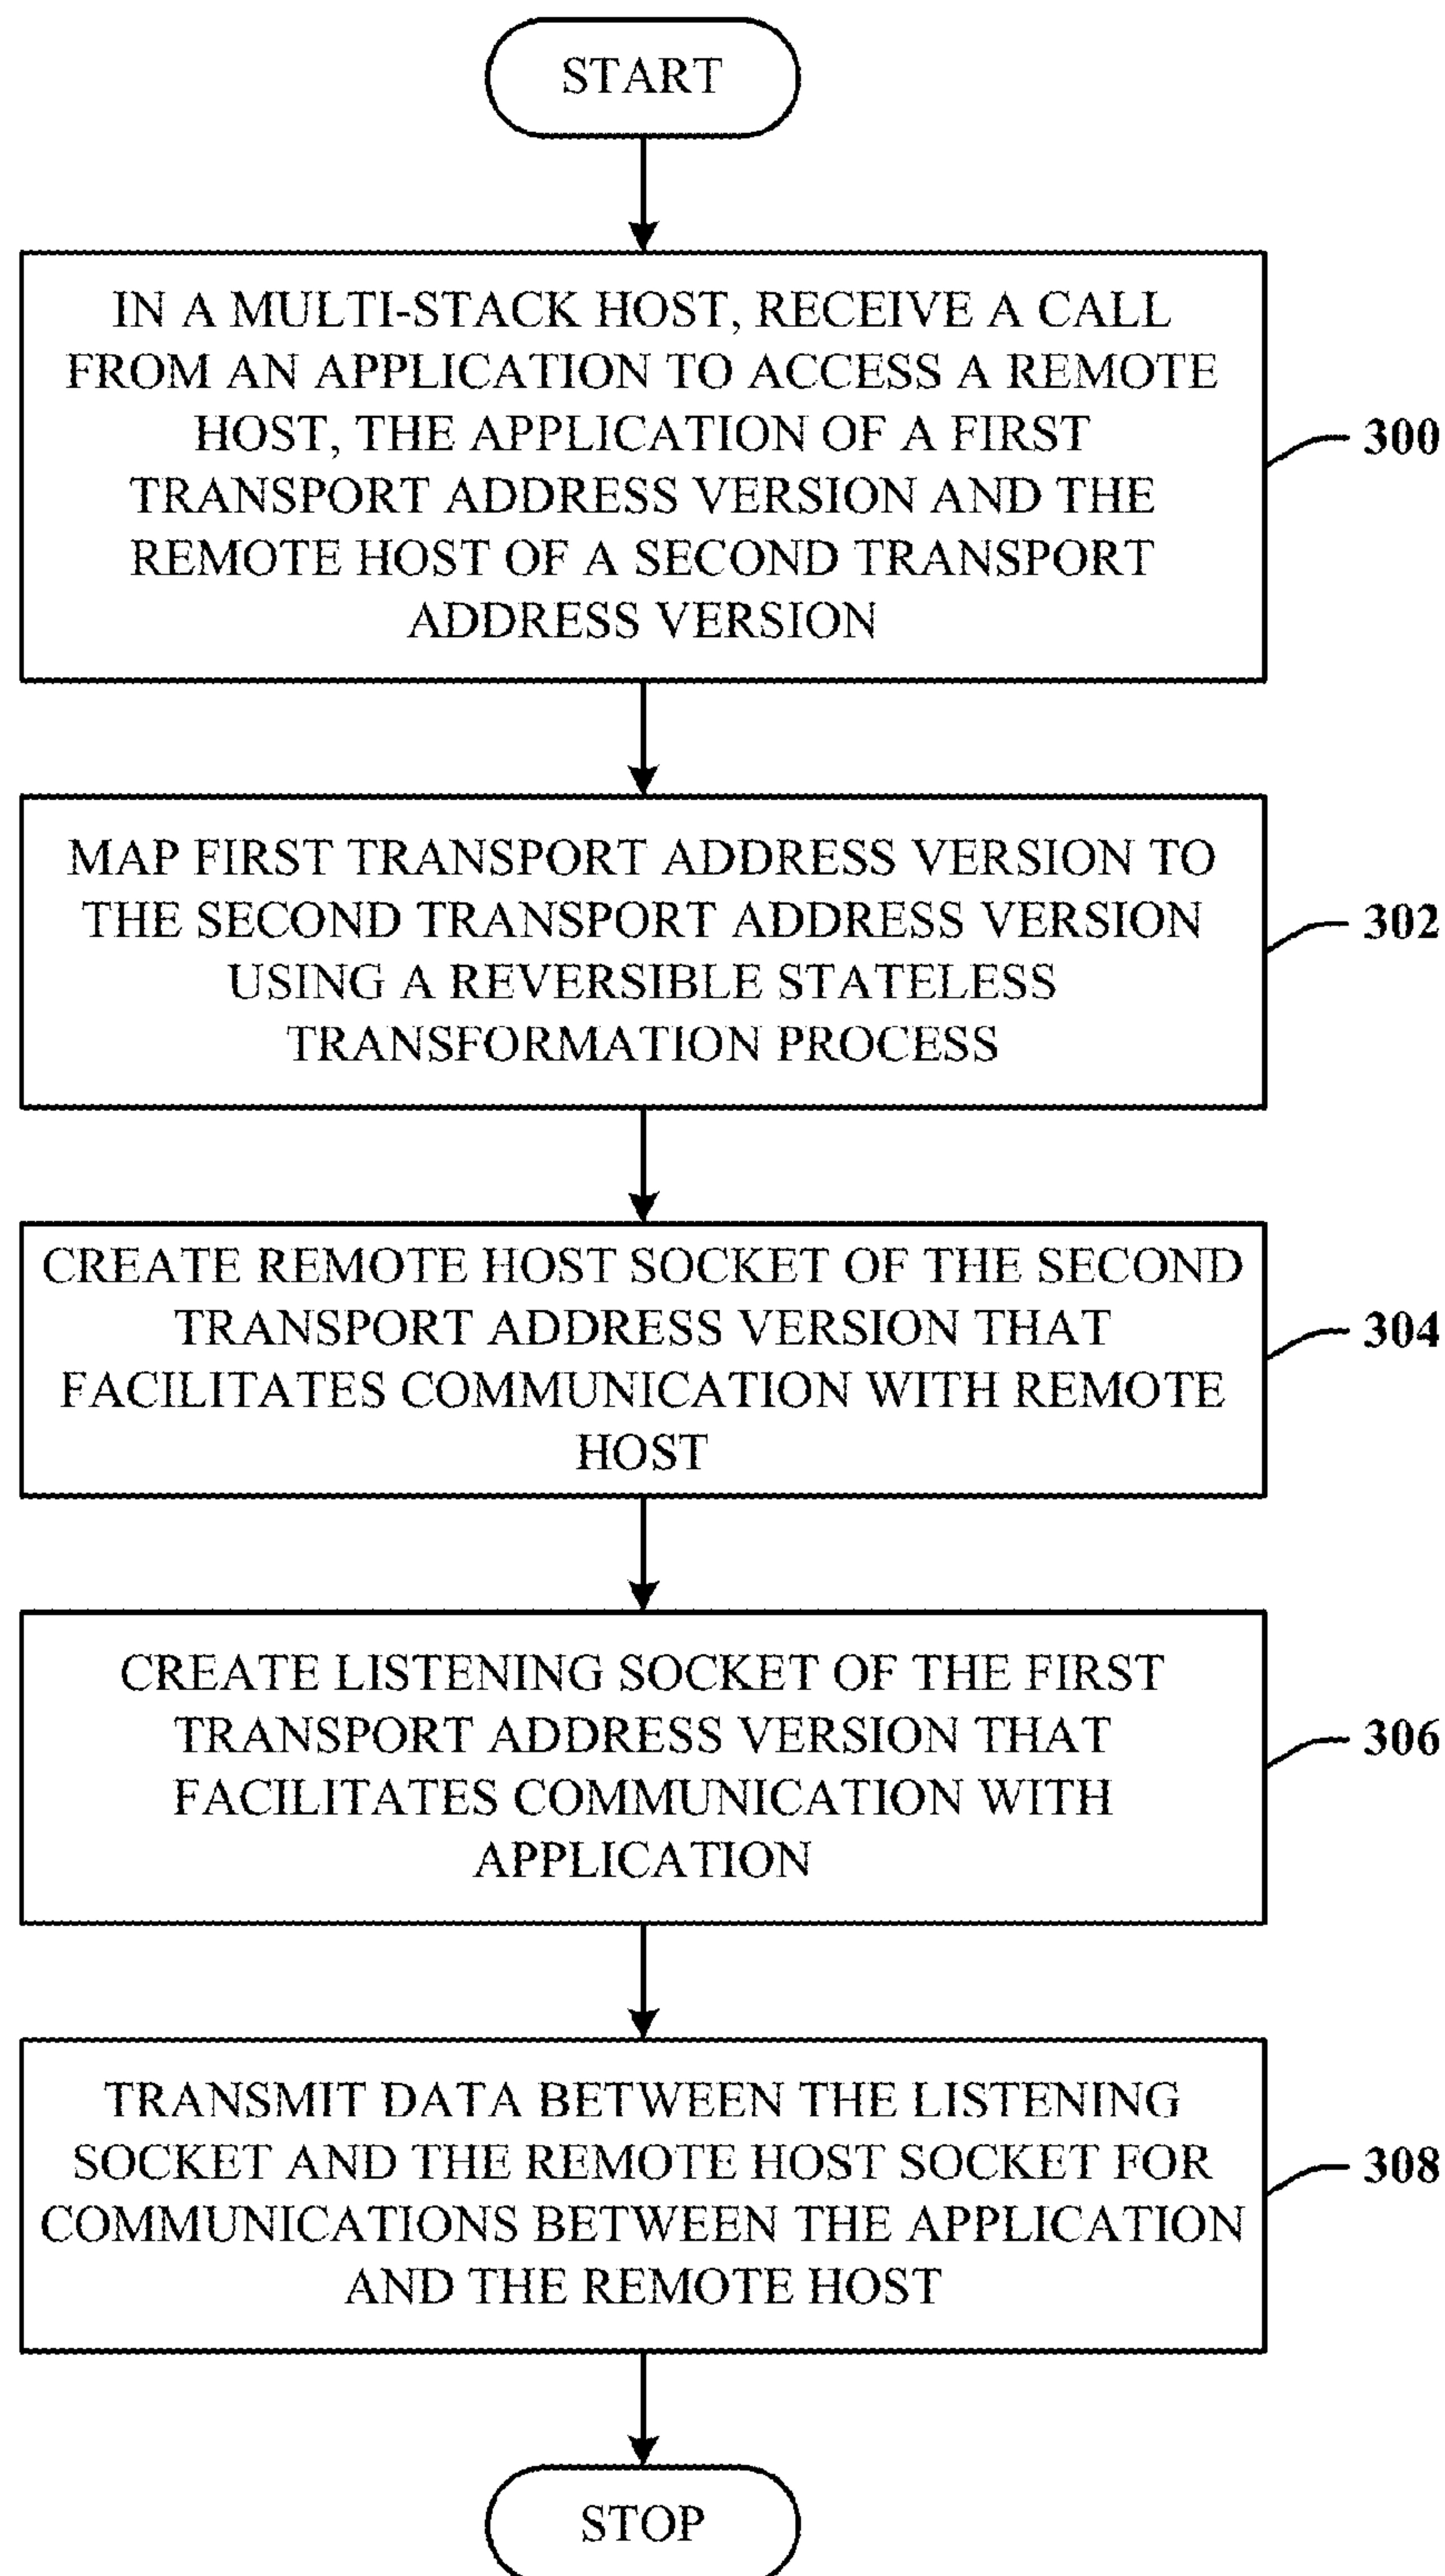 START
IN A MULTI-STACK HOST, RECEIVE A CALL
FROM AN APPLICATION TO ACCESS A REMOTE
HOST, THE APPLICATION OF A FIRST
TRANSPORT ADDRESS VERSION AND THE
REMOTE HOST OF A SECOND TRANSPORT
ADDRESS VERSION
300
MAP FIRST TRANSPORT ADDRESS VERSION TO
THE SECOND TRANSPORT ADDRESS VERSION
USING A REVERSIBLE STATELESS
TRANSFORMATION PROCESS
302
CREATE REMOTE HOST SOCKET OF THE SECOND
TRANSPORT ADDRESS VERSION THAT
FACILITATES COMMUNICATION WITH REMOTE
HOST
304
CREATE LISTENING SOCKET OF THE FIRST
TRANSPORT ADDRESS VERSION THAT
FACILITATES COMMUNICATION WITH
APPLICATION
306
TRANSMIT DATA BETWEEN THE LISTENING
SOCKET AND THE REMOTE HOST SOCKET FOR
COMMUNICATIONS BETWEEN THE APPLICATION
AND THE REMOTE HOST
308
STOP